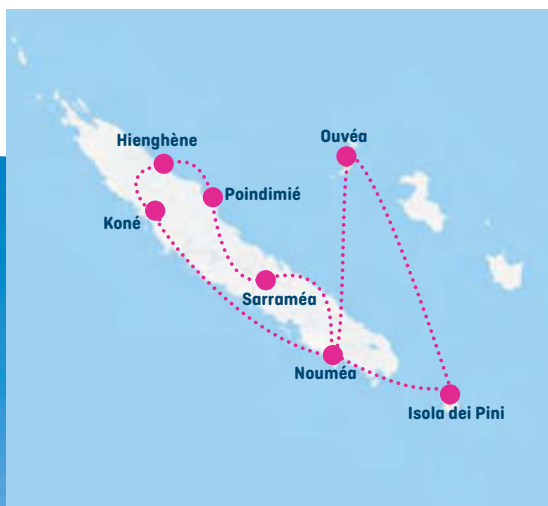 Hienghène
Ouvéa
Poindimié
Koné
Sarraméa
Nouméa
Isola dei Pini